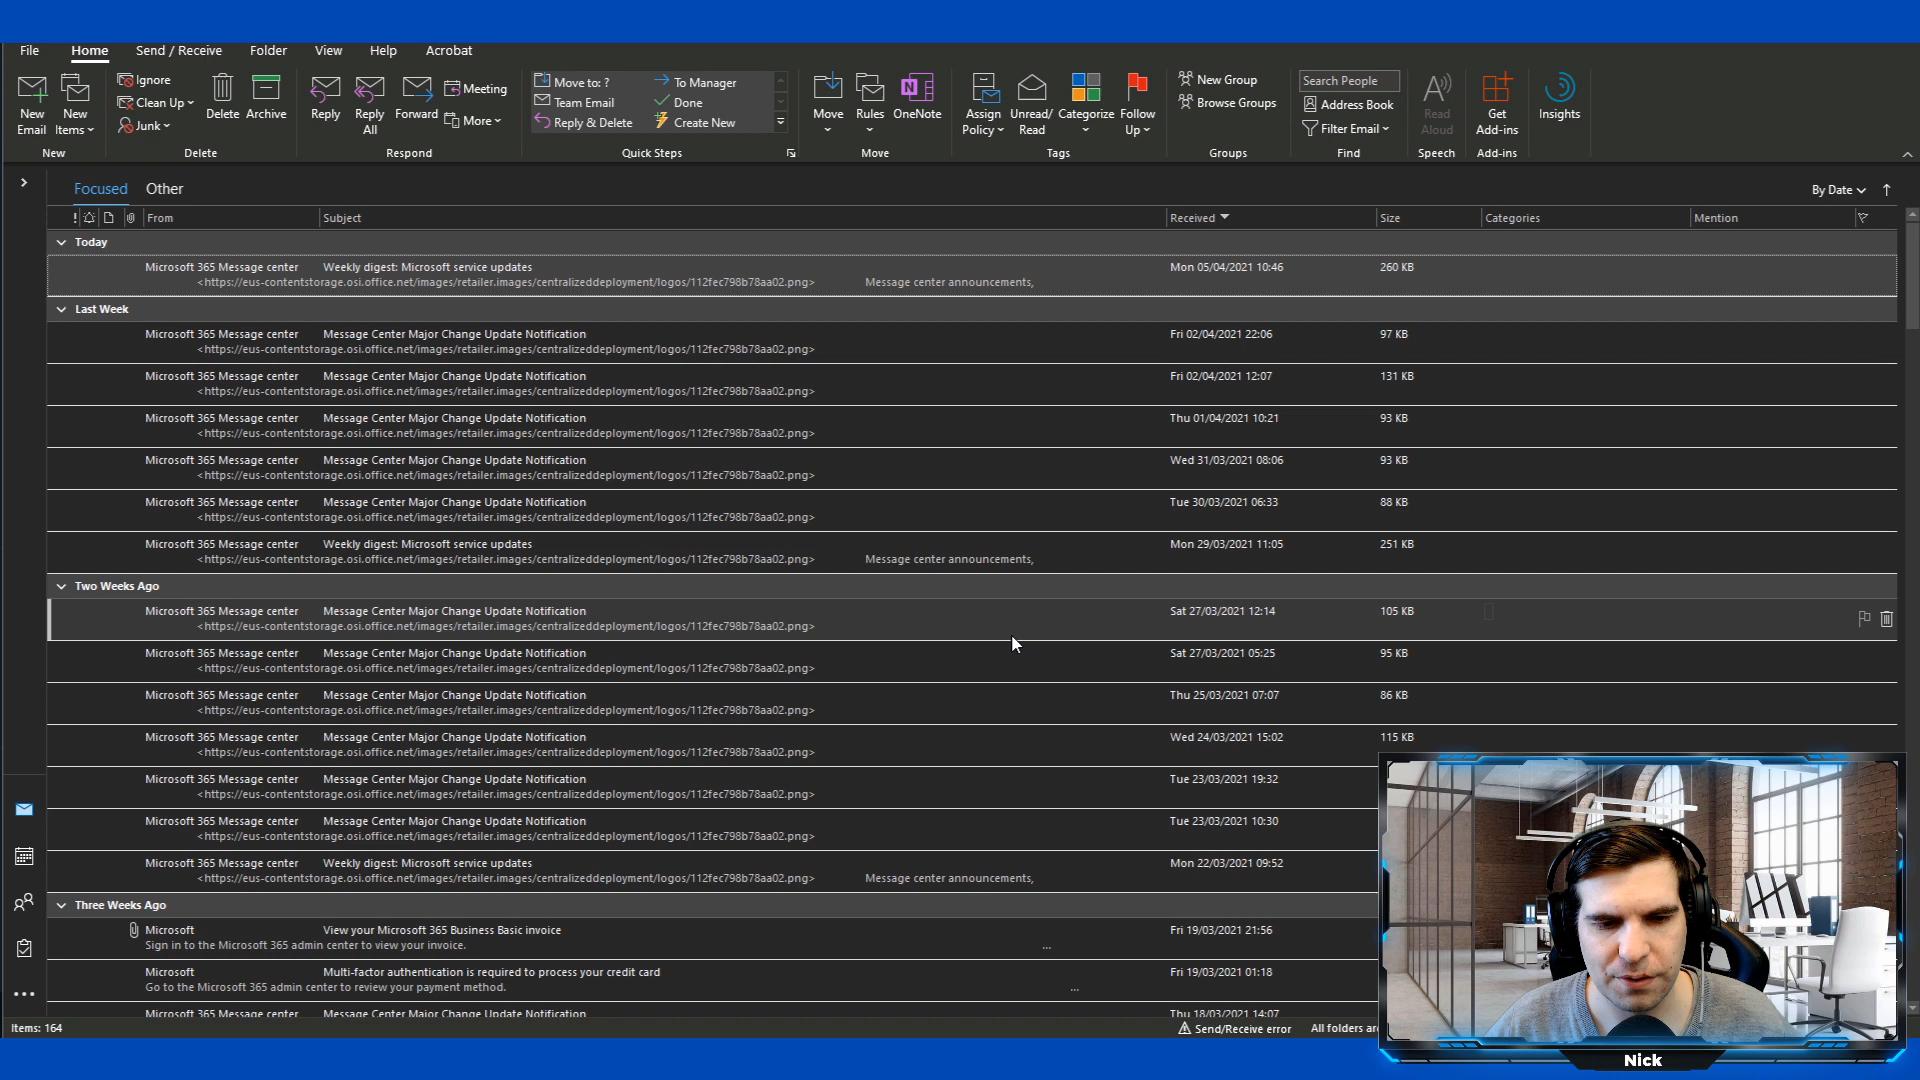 File Home Send / Receive Folder View Help Acrobat
New Email
New Items
Ignore
Clean Up
Junk
Delete
Archive
Reply
Reply All
Forward
Meeting
More
Move to: ?
Team Email
Reply & Delete
To Manager
Done
Create New
Move
Rules
OneNote
Assign Policy
Unread/ Read
Categorize
Follow Up
New Group
Browse Groups
Search People
Address Book
Filter Email
Read Aloud
Get Add-ins
Insights
New Delete Respond Quick Steps Move Tags Groups Find Speech Add-ins
Focused Other By Date
! From Subject Received Size Categories Mention
Today
Microsoft 365 Message center Weekly digest: Microsoft service updates Mon 05/04/2021 10:46 260 KB
<https://eus-contentstorage.osi.office.net/images/retailer.images/centralizeddeployment/logos/112fec798b78aa02.png> Message center announcements,
Last Week
Microsoft 365 Message center Message Center Major Change Update Notification Fri 02/04/2021 22:06 97 KB
<https://eus-contentstorage.osi.office.net/images/retailer.images/centralizeddeployment/logos/112fec798b78aa02.png>
Microsoft 365 Message center Message Center Major Change Update Notification Fri 02/04/2021 12:07 131 KB
<https://eus-contentstorage.osi.office.net/images/retailer.images/centralizeddeployment/logos/112fec798b78aa02.png>
Microsoft 365 Message center Message Center Major Change Update Notification Thu 01/04/2021 10:21 93 KB
<https://eus-contentstorage.osi.office.net/images/retailer.images/centralizeddeployment/logos/112fec798b78aa02.png>
Microsoft 365 Message center Message Center Major Change Update Notification Wed 31/03/2021 08:06 93 KB
<https://eus-contentstorage.osi.office.net/images/retailer.images/centralizeddeployment/logos/112fec798b78aa02.png>
Microsoft 365 Message center Message Center Major Change Update Notification Tue 30/03/2021 06:33 88 KB
<https://eus-contentstorage.osi.office.net/images/retailer.images/centralizeddeployment/logos/112fec798b78aa02.png>
Microsoft 365 Message center Weekly digest: Microsoft service updates Mon 29/03/2021 11:05 251 KB
<https://eus-contentstorage.osi.office.net/images/retailer.images/centralizeddeployment/logos/112fec798b78aa02.png> Message center announcements,
Two Weeks Ago
Microsoft 365 Message center Message Center Major Change Update Notification Sat 27/03/2021 12:14 105 KB
<https://eus-contentstorage.osi.office.net/images/retailer.images/centralizeddeployment/logos/112fec798b78aa02.png>
Microsoft 365 Message center Message Center Major Change Update Notification Sat 27/03/2021 05:25 95 KB
<https://eus-contentstorage.osi.office.net/images/retailer.images/centralizeddeployment/logos/112fec798b78aa02.png>
Microsoft 365 Message center Message Center Major Change Update Notification Thu 25/03/2021 07:07 86 KB
<https://eus-contentstorage.osi.office.net/images/retailer.images/centralizeddeployment/logos/112fec798b78aa02.png>
Microsoft 365 Message center Message Center Major Change Update Notification Wed 24/03/2021 15:02 115 KB
<https://eus-contentstorage.osi.office.net/images/retailer.images/centralizeddeployment/logos/112fec798b78aa02.png>
Microsoft 365 Message center Message Center Major Change Update Notification Tue 23/03/2021 19:32
<https://eus-contentstorage.osi.office.net/images/retailer.images/centralizeddeployment/logos/112fec798b78aa02.png>
Microsoft 365 Message center Message Center Major Change Update Notification Tue 23/03/2021 10:30
<https://eus-contentstorage.osi.office.net/images/retailer.images/centralizeddeployment/logos/112fec798b78aa02.png>
Microsoft 365 Message center Weekly digest: Microsoft service updates Mon 22/03/2021 09:52
<https://eus-contentstorage.osi.office.net/images/retailer.images/centralizeddeployment/logos/112fec798b78aa02.png> Message center announcements,
Three Weeks Ago
Microsoft View your Microsoft 365 Business Basic invoice Fri 19/03/2021 21:56
Sign in to the Microsoft 365 admin center to view your invoice. ...
Microsoft Multi-factor authentication is required to process your credit card Fri 19/03/2021 01:18
Go to the Microsoft 365 admin center to review your payment method. ...
Microsoft 365 Message center Message Center Major Change Update Notification Thu 18/03/2021 14:07
Items: 164 Send/Receive error All folders are
Nick